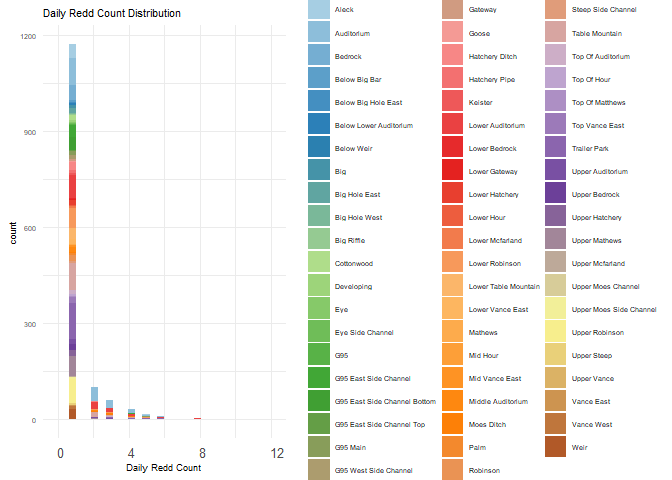 Daily Redd Count Distribution
1200
900
600
300
0
count
0
4
8
12
Daily Redd Count
Aleck
Auditorium
Bedrock
Below Big Bar
Below Big Hole East
Below Lower Auditorium
Below Weir
Big
Big Hole East
Big Hole West
Big Riffle
Cottonwood
Developing
Eye
Eye Side Channel
G95
G95 East Side Channel
G95 East Side Channel Bottom
G95 East Side Channel Top
G95 Main
G95 West Side Channel
Gateway
Goose
Hatchery Ditch
Hatchery Pipe
Keister
Lower Auditorium
Lower Bedrock
Lower Gateway
Lower Hatchery
Lower Hour
Lower Mcfarland
Lower Robinson
Lower Table Mountain
Lower Vance East
Mathews
Mid Hour
Mid Vance East
Middle Auditorium
Moes Ditch
Palm
Robinson
Steep Side Channel
Table Mountain
Top Of Auditorium
Top Of Hour
Top Of Matthews
Top Vance East
Trailer Park
Upper Auditorium
Upper Bedrock
Upper Hatchery
Upper Mathews
Upper Mcfarland
Upper Moes Channel
Upper Moes Side Channel
Upper Robinson
Upper Steep
Upper Vance
Vance East
Vance West
Weir